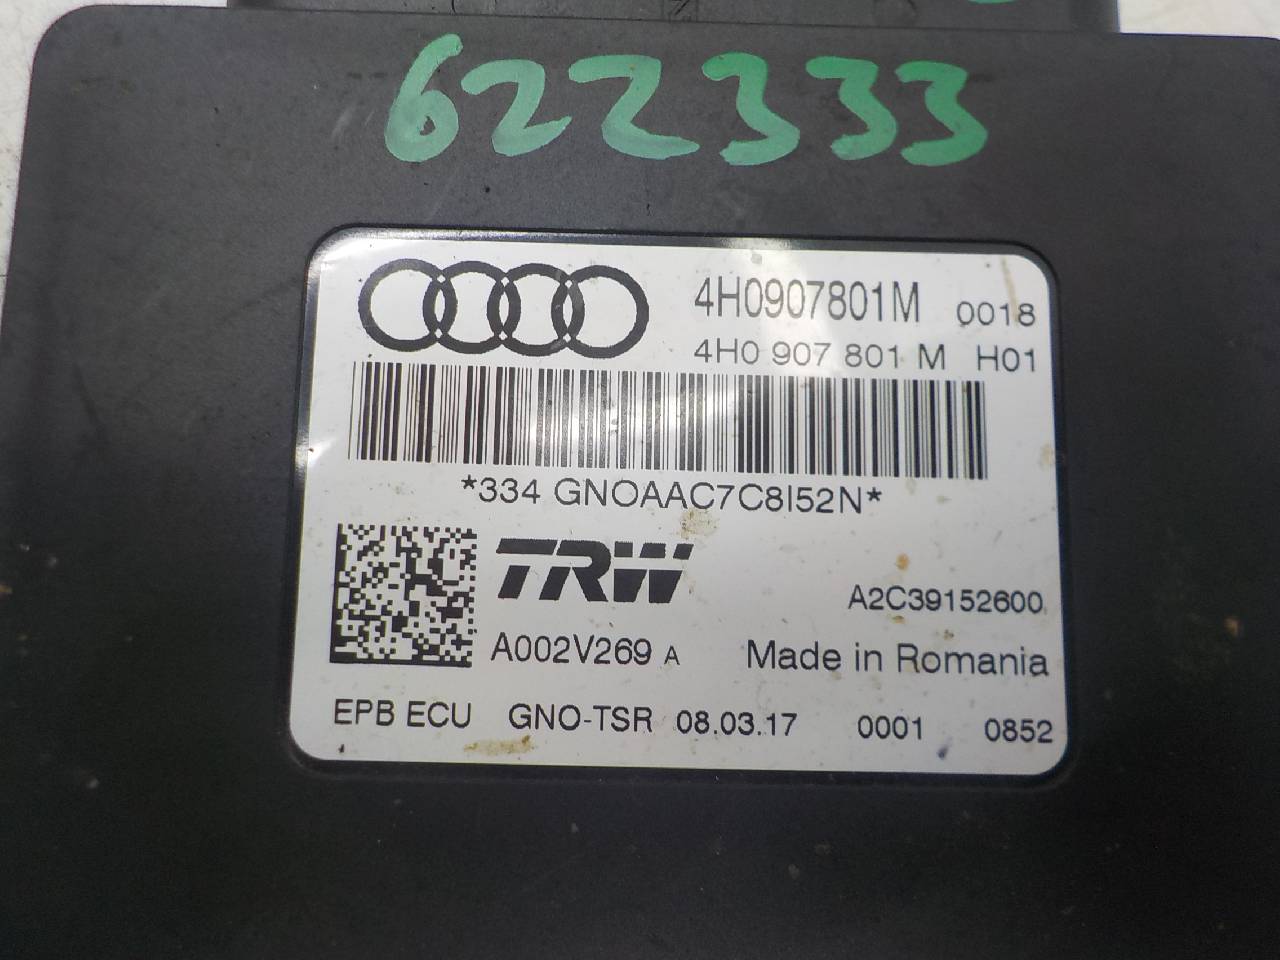 622333
4H0907801M 0018
4H0 907 801 M H01
*334 GNOAAC7C8I52N*
TRW
A2C39152600
A002V269 A Made in Romania
EPB ECU GNO-TSR 08.03.17 0001 0852